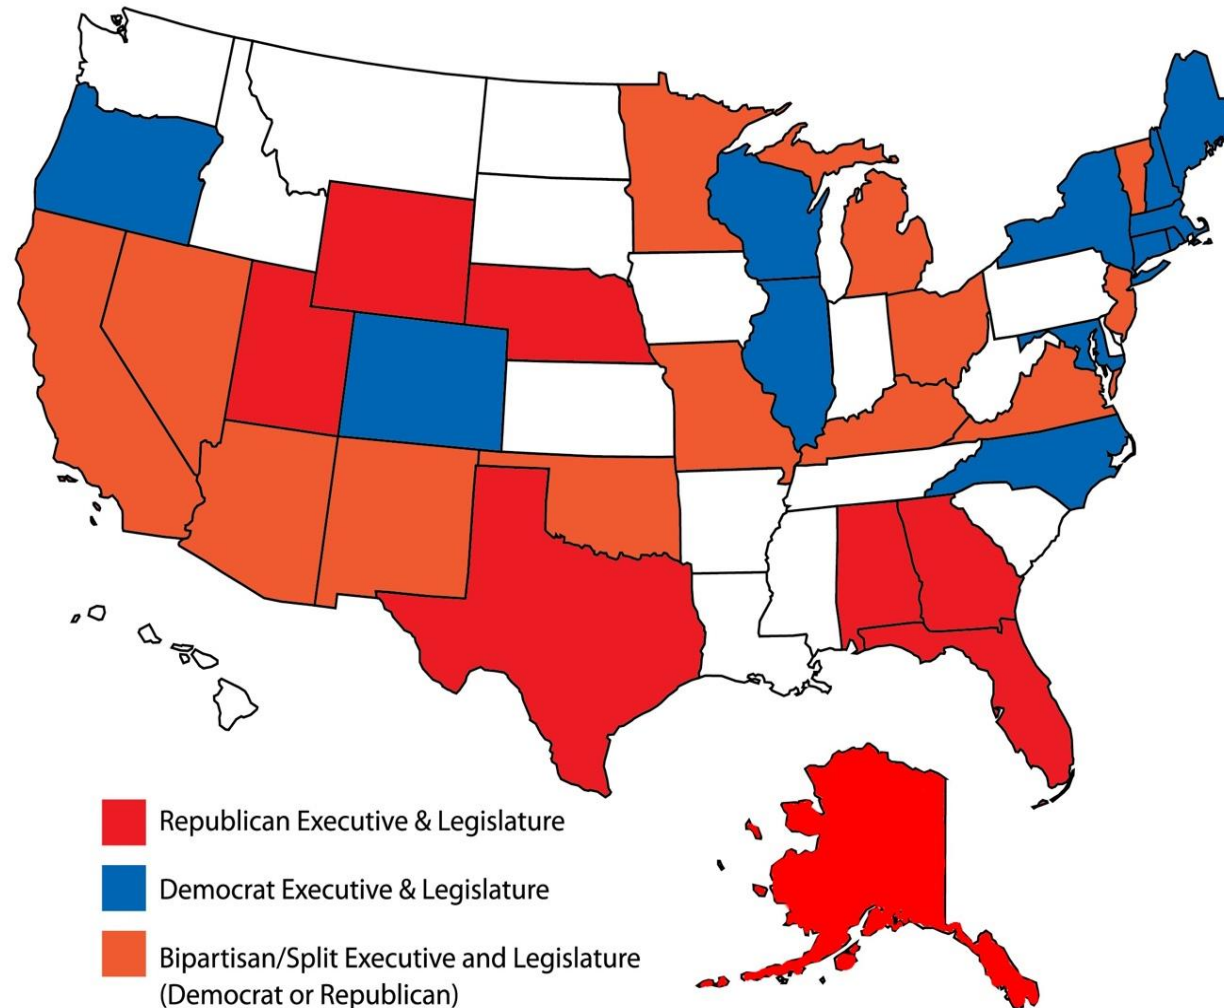 Republican Executive & Legislature
Democrat Executive & Legislature
Bipartisan/Split Executive and Legislature
(Democrat or Republican)